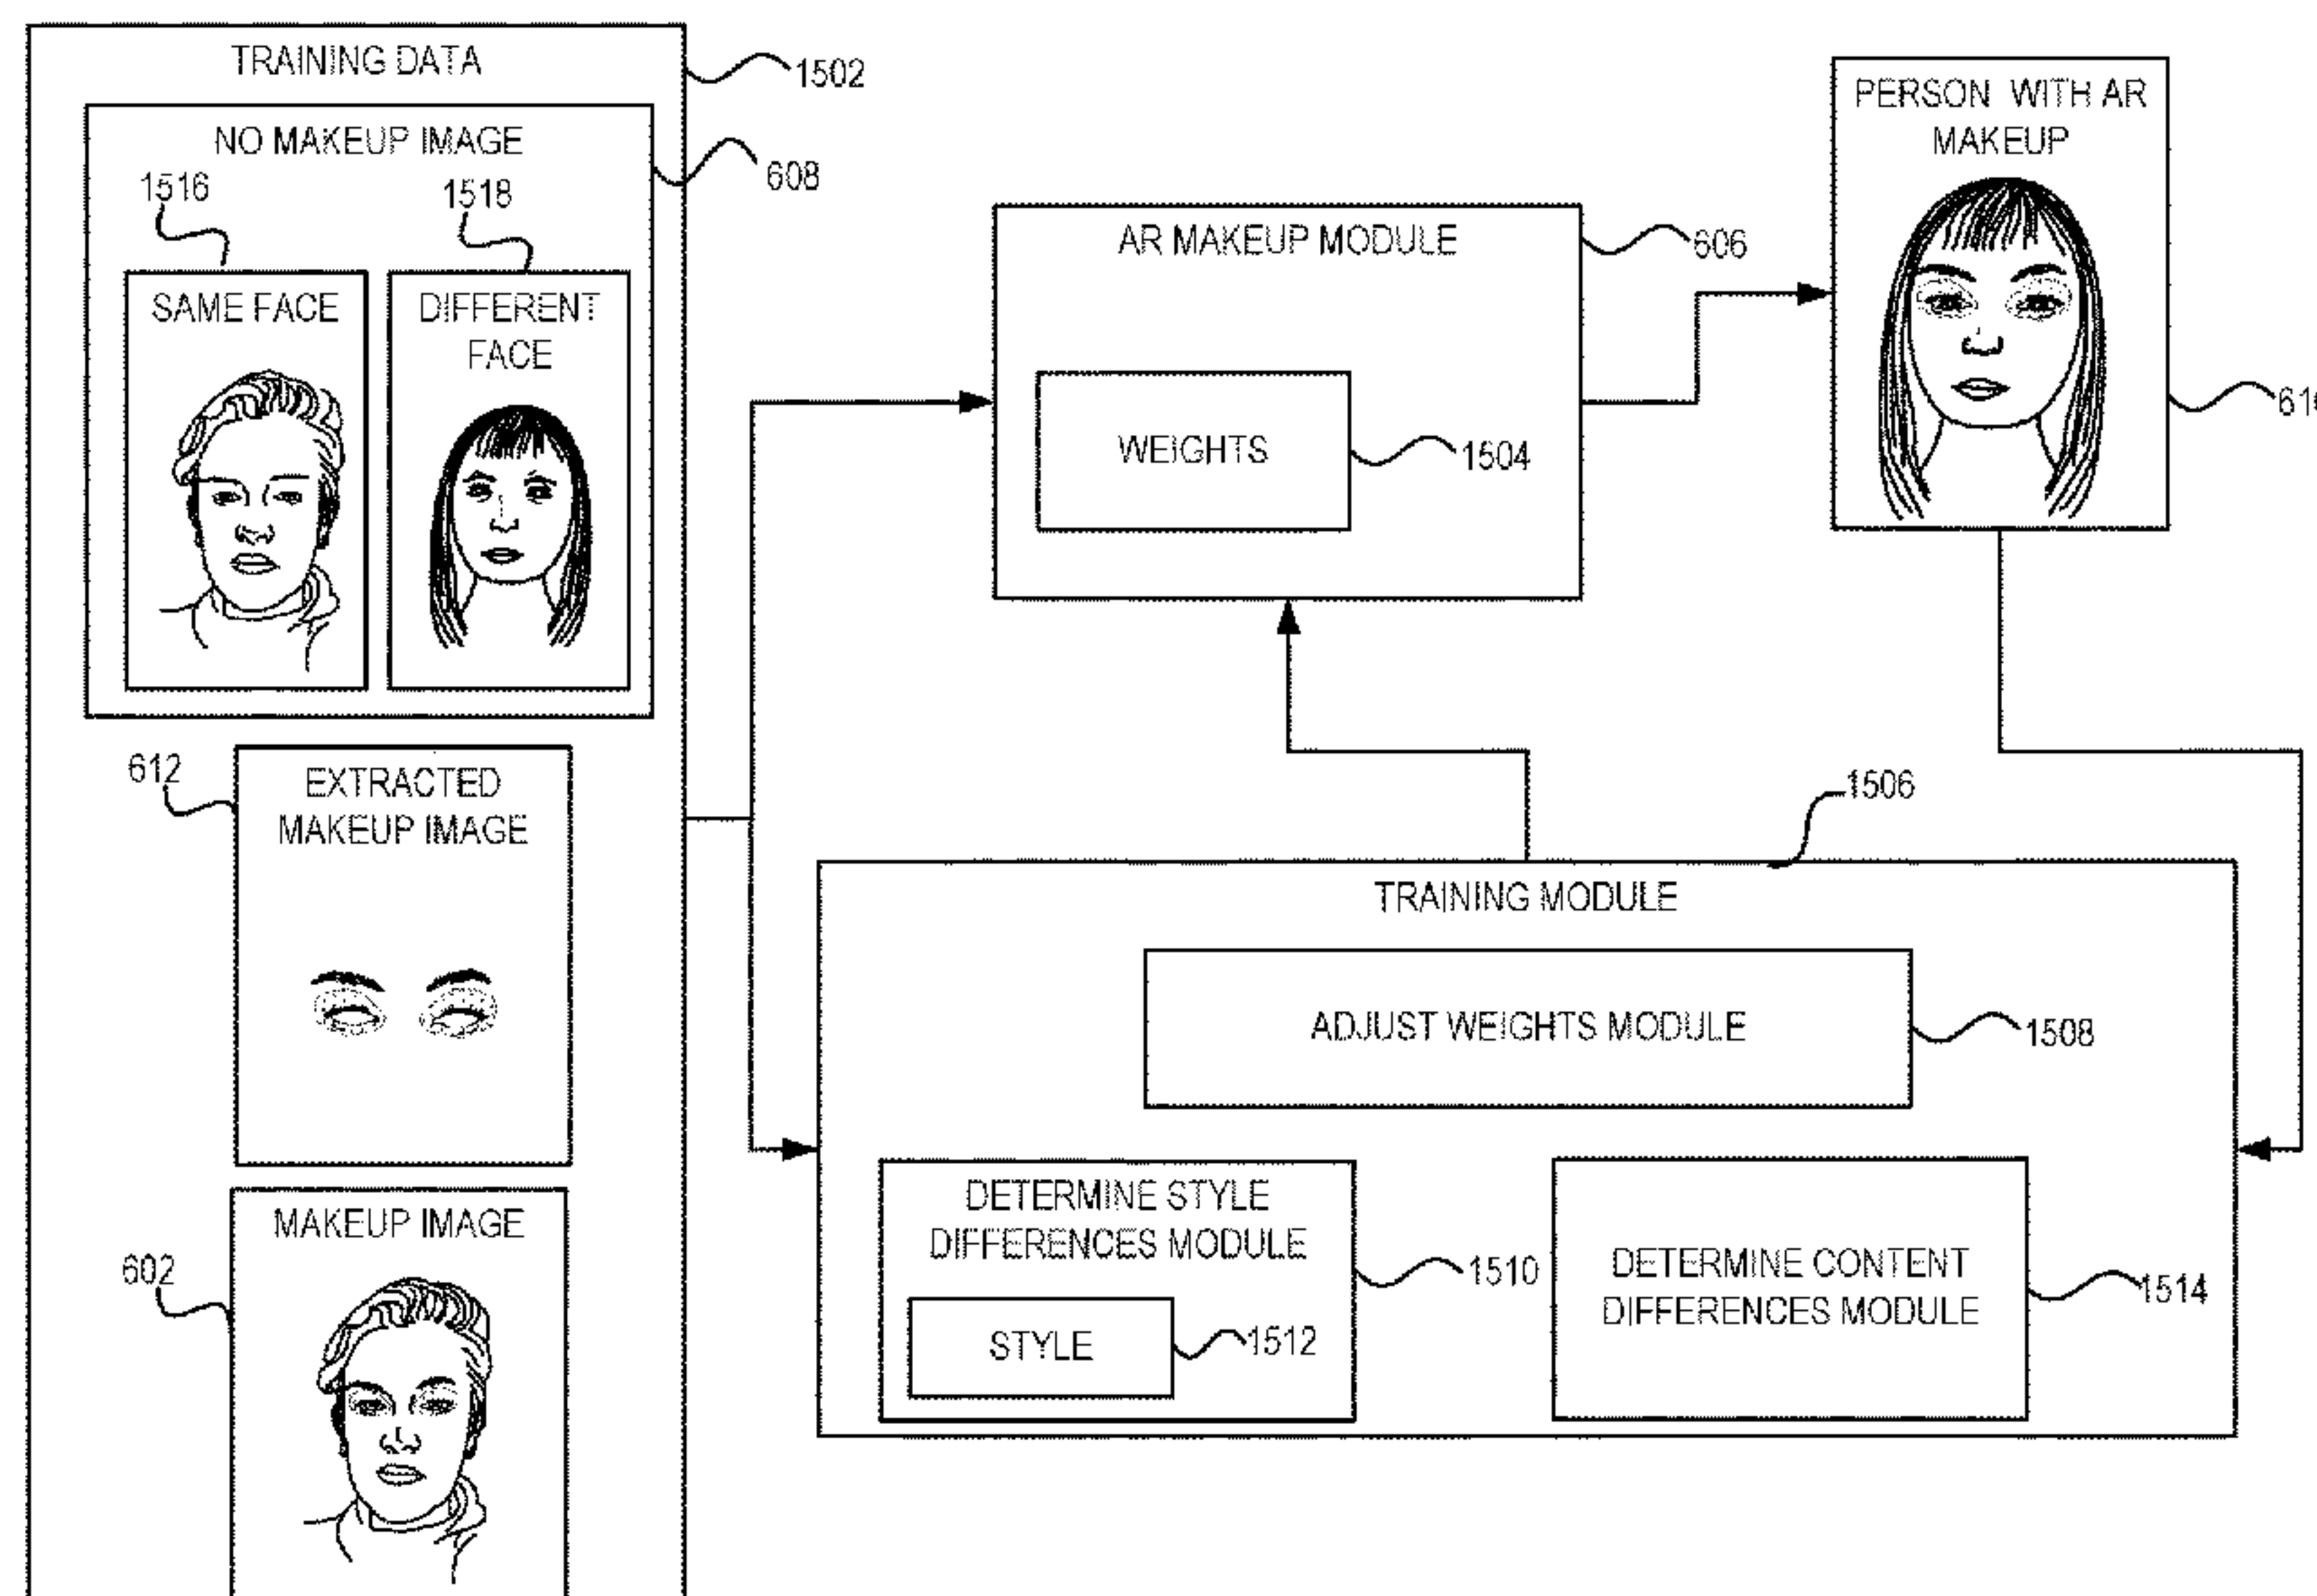 TRAINING DATA
1502
NO MAKEUP IMAGE
608
1516
1518
SAME FACE
DIFFERENT
FACE
612
EXTRACTED
MAKEUP IMAGE
602
MAKEUP IMAGE
AR MAKEUP MODULE
606
WEIGHTS
1504
PERSON WITH AR
MAKEUP
1506
TRAINING MODULE
ADJUST WEIGHTS MODULE
1508
DETERMINE STYLE
DIFFERENCES MODULE
1510
STYLE
1512
DETERMINE CONTENT
DIFFERENCES MODULE
1514